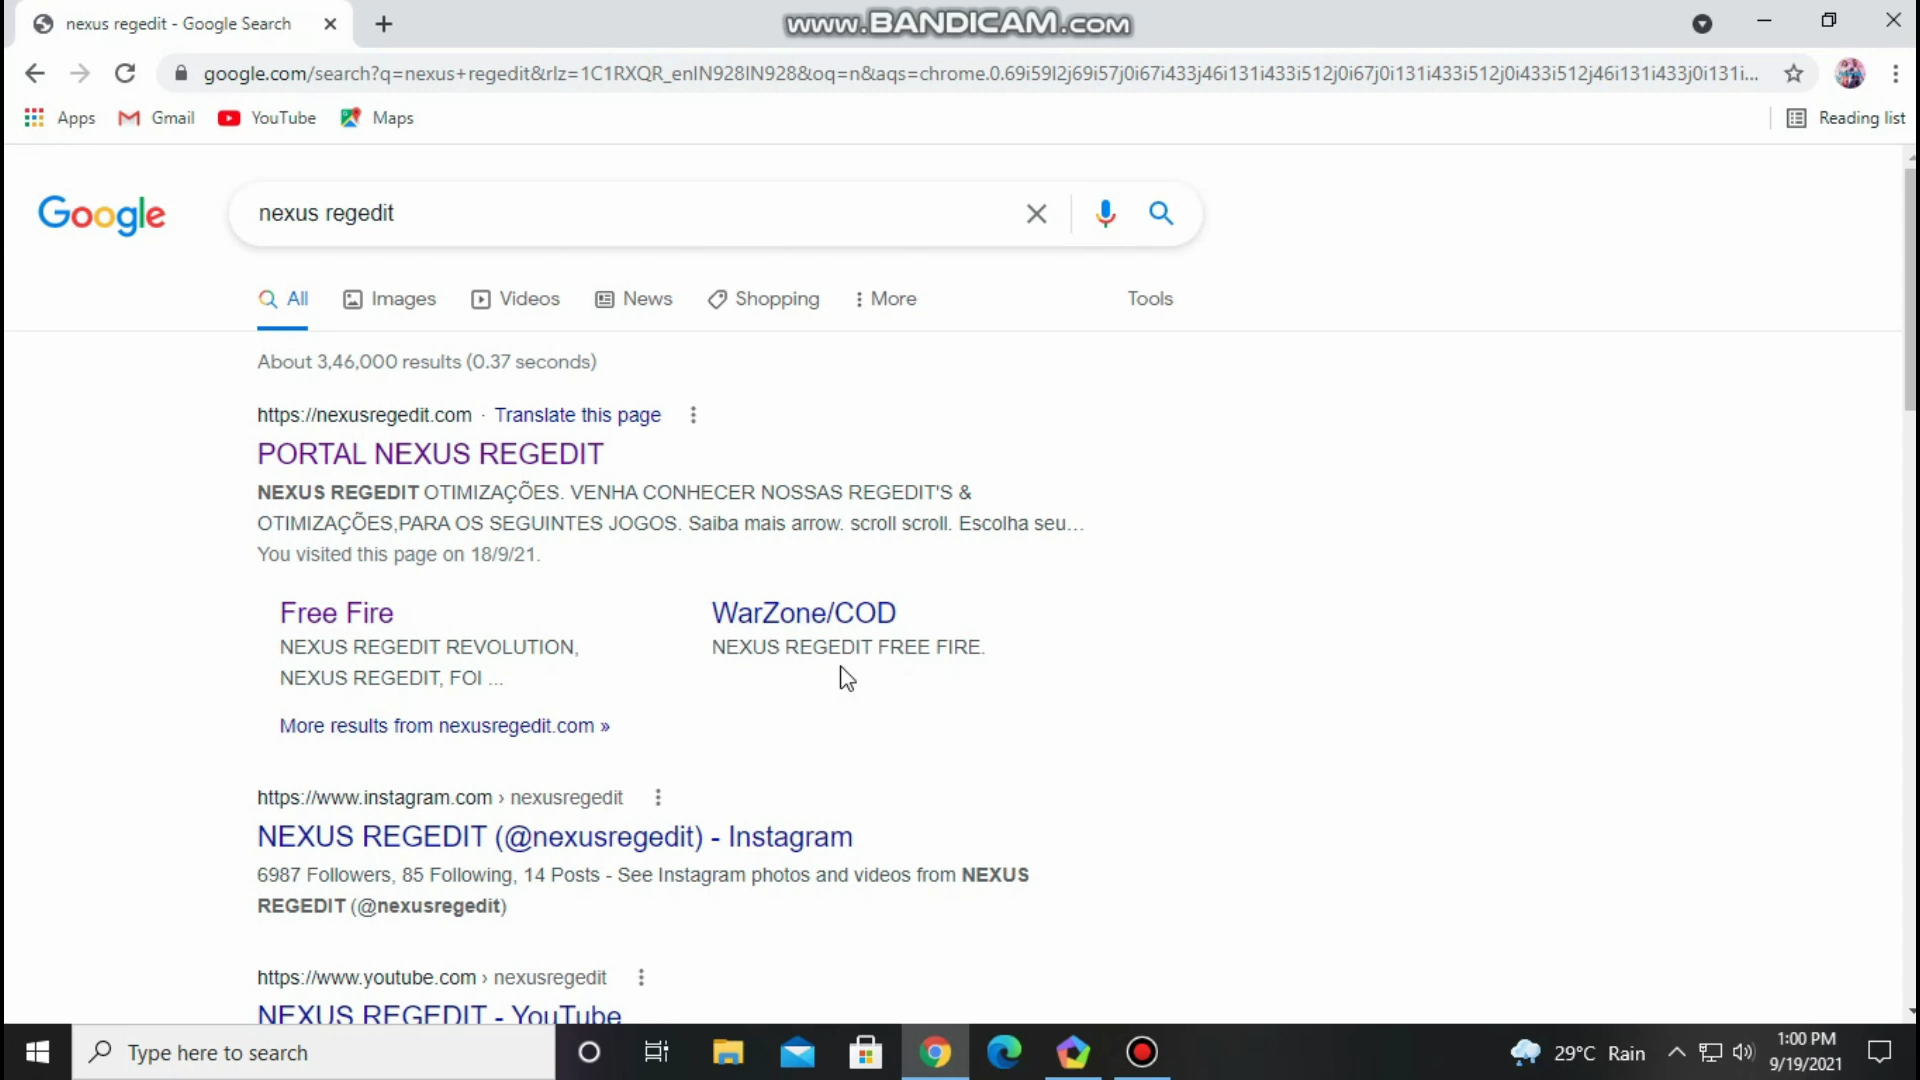 nexus regedit - Google Search
www.BANDICAM.com
google.com/search?q=nexus+regedit&rlz=1C1RXQR_enIN928IN928&oq=n&aqs=chrome.0.69i59l2j69i57j0i67i433j46i131i433i512j0i67j0i131i433i512j0i433i512j46i131i433j0i131i...
Apps
Gmail
YouTube
Maps
Reading list
Google
nexus regedit
All
Images
Videos
News
Shopping
More
Tools
About 3,46,000 results (0.37 seconds)
https://nexusregedit.com · Translate this page
PORTAL NEXUS REGEDIT
NEXUS REGEDIT OTIMIZAÇÕES. VENHA CONHECER NOSSAS REGEDIT'S &
OTIMIZAÇÕES,PARA OS SEGUINTES JOGOS. Saiba mais arrow. scroll scroll. Escolha seu...
You visited this page on 18/9/21.
Free Fire
NEXUS REGEDIT REVOLUTION,
NEXUS REGEDIT, FOI ...
WarZone/COD
NEXUS REGEDIT FREE FIRE.
More results from nexusregedit.com »
https://www.instagram.com › nexusregedit
NEXUS REGEDIT (@nexusregedit) - Instagram
6987 Followers, 85 Following, 14 Posts - See Instagram photos and videos from NEXUS
REGEDIT (@nexusregedit)
https://www.youtube.com › nexusregedit
NEXUS REGEDIT - YouTube
Type here to search
29°C Rain
1:00 PM
9/19/2021